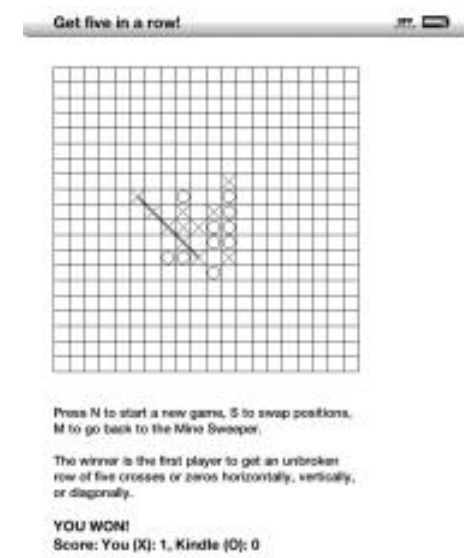 Get five in a row!
Press N to start a new game, S to swap positions,
M to go back to the Mine Sweeper.
The winner is the first player to get an unbroken
row of five crosses or zeros horizontally, vertically,
or diagonally.
YOU WON!
Score: You (X): 1, Kindle (O): 0